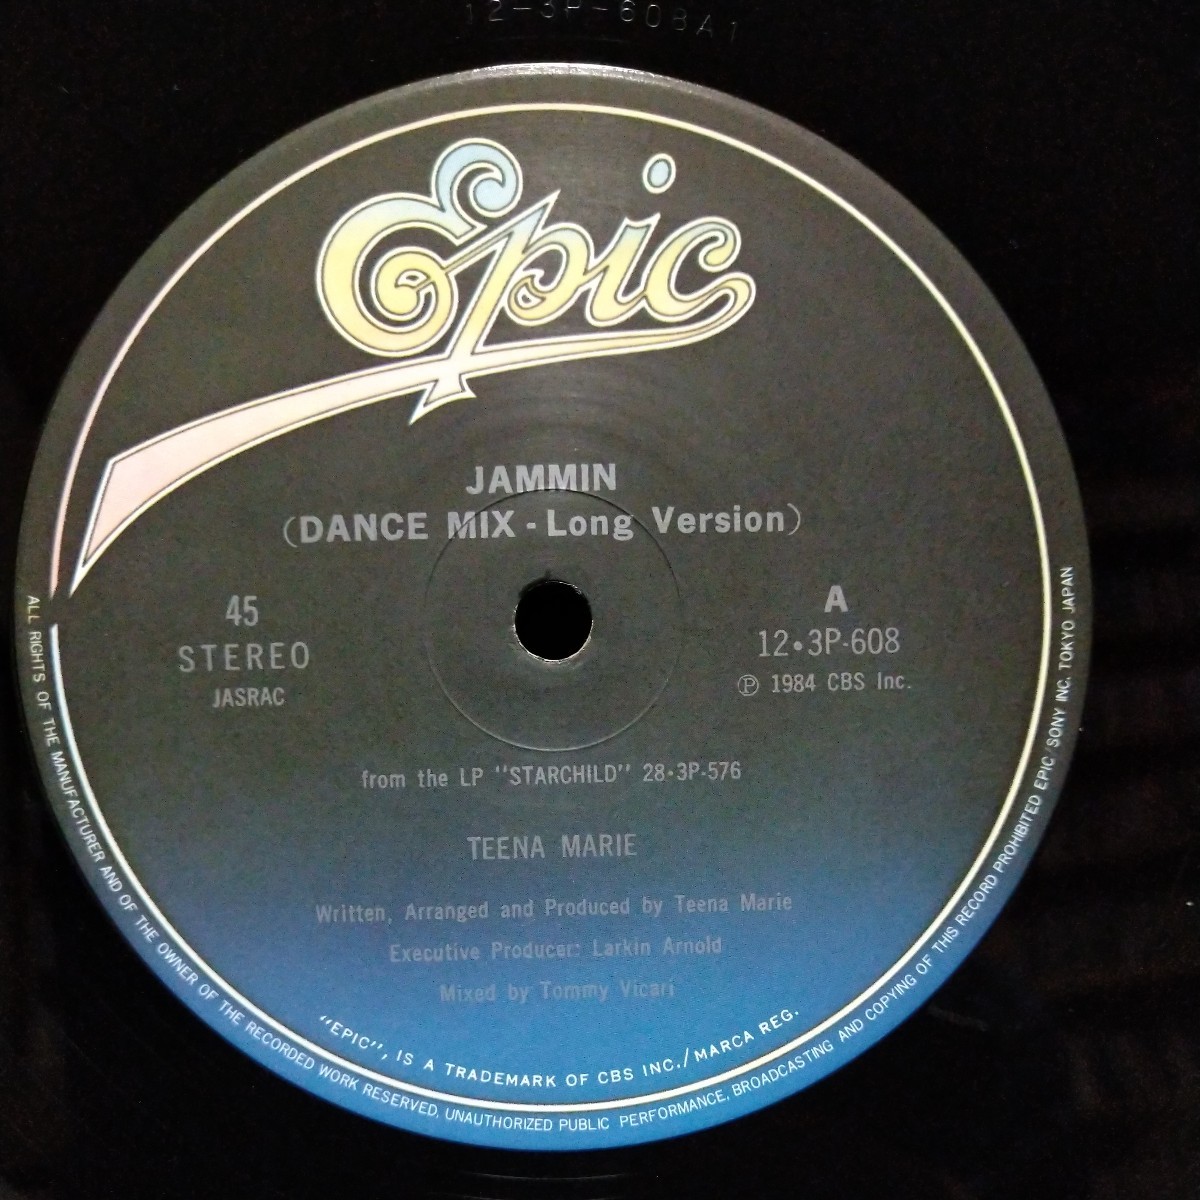 12-3P-608A1
Epic
JAMMIN
(DANCE MIX - Long Version)
45
STEREO
JASRAC
A
12•3P-608
Ⓟ 1984 CBS Inc.
from the LP "STARCHILD" 28•3P-576
TEENA MARIE
Written, Arranged and Produced by Teena Marie
Executive Producer: Larkin Arnold
Mixed by Tommy Vicari
"EPIC", IS A TRADEMARK OF CBS INC./MARCA REG.
ALL RIGHTS OF THE MANUFACTURER AND OF THE OWNER OF THE RECORDED WORK RESERVED. UNAUTHORIZED PUBLIC PERFORMANCE, BROADCASTING AND COPYING OF THIS RECORD PROHIBITED EPIC/SONY INC. TOKYO JAPAN